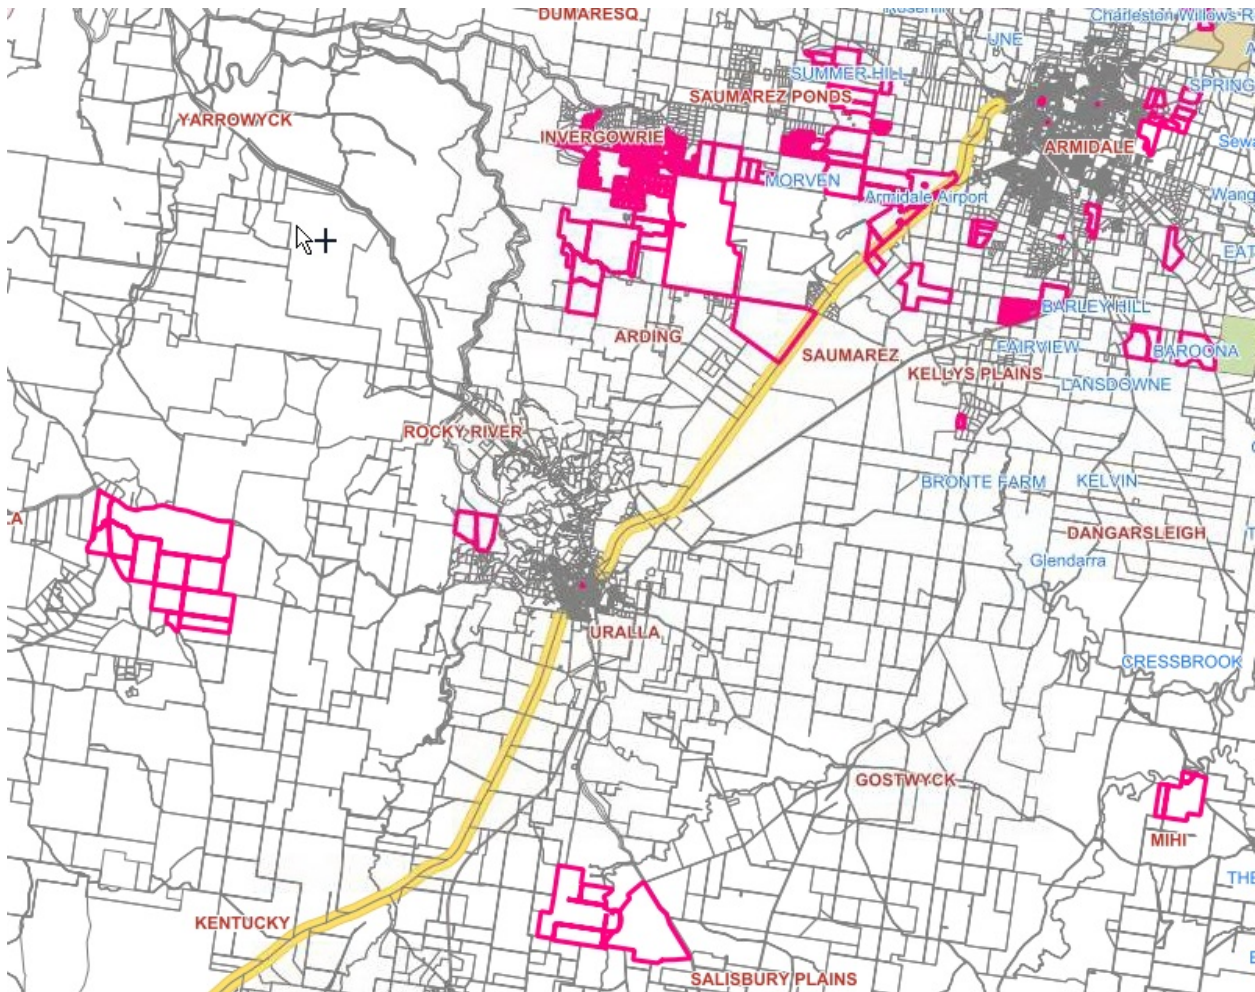 DUMARESQ
Charleston Willows
UNE
SUMMER HILL
SPRING
SAUMAREZ PONDS
YARROWYCK
INVERGOWRIE
ARMIDALE
MORVEN
Armidale Airport
BARLEY HILL
ARDING
SAUMAREZ
FAIRVIEW
BAROONA
KELLYS PLAINS
LANSDOWNE
ROCKY RIVER
BRONTE FARM
KELVIN
DANGARSLEIGH
Glendarra
URALLA
CRESSBROOK
GOSTWYCK
MIHI
THE
KENTUCKY
SALISBURY PLAINS